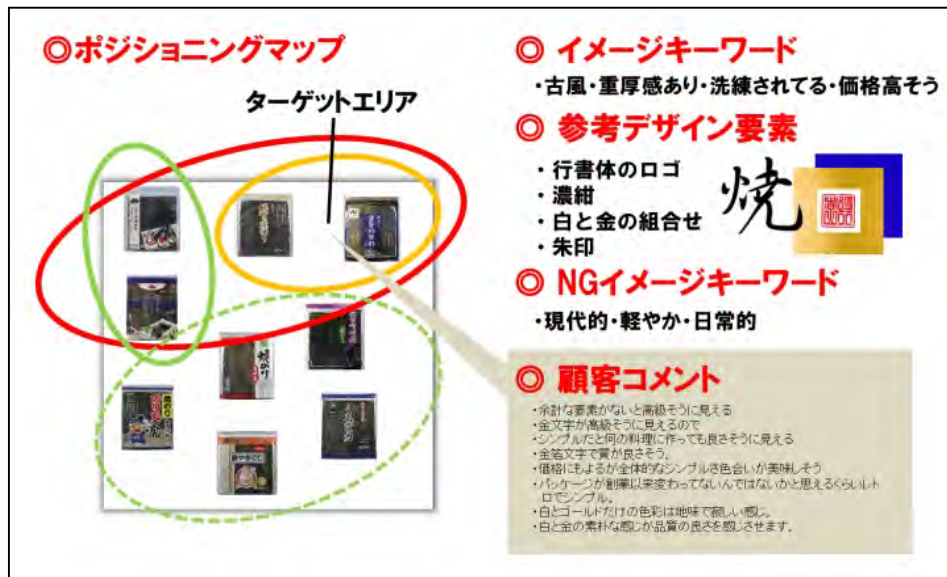 ◎ポジショニングマップ
ターゲットエリア
◎ イメージキーワード
・古風・重厚感あり・洗練されてる・価格高そう
◎ 参考デザイン要素
・行書体のロゴ
・濃紺
・白と金の組合せ
・朱印
焼
◎ NGイメージキーワード
・現代的・軽やか・日常的
◎ 顧客コメント
・余計な要素がないと高級そうに見える
・金文字が高級そうに見えるので
・シンプルだと何の料理に作っても良さそうに見える
・金箔文字で質が良さそう。
・価格にもよるが全体的なシンプルさ色合いが美味しそう
・パッケージが創業以来変わってないんではないかと思えるくらいレト
ロでシンプル。
・白とゴールドだけの色彩は地味で寂しい感じ。
・白と金の素朴な感じが品質の良さを感じさせます。
焼のり